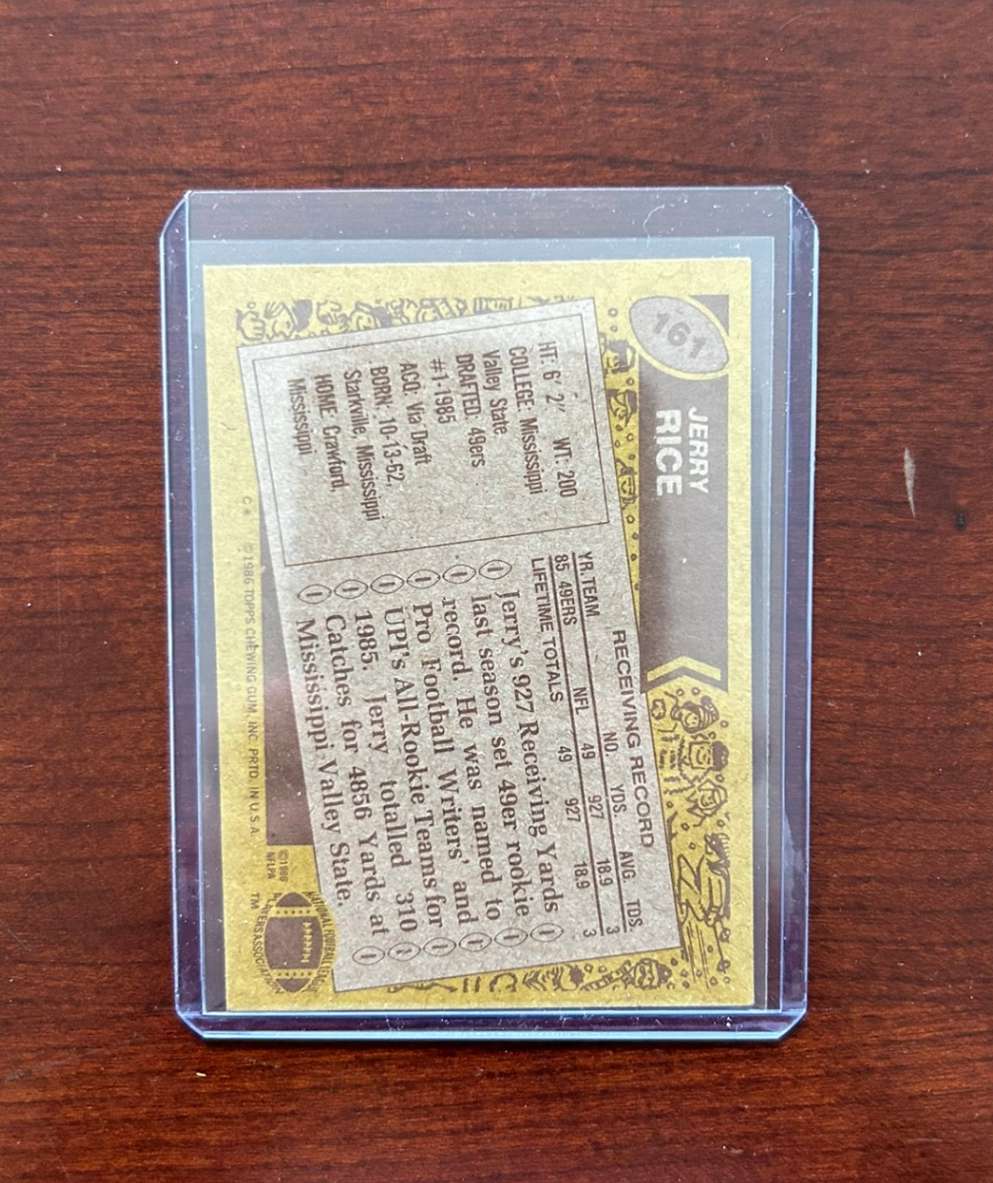 161
JERRY
RICE
HT: 6' 2" WT: 200
COLLEGE: Mississippi
Valley State
DRAFTED: 49ers
#1-1985
ACQ: Via Draft
BORN: 10-13-62,
Starkville, Mississippi
HOME: Crawford,
Mississippi
RECEIVING RECORD
YR. TEAM NFL NO. YDS. AVG. TDS.
85 49ERS 49 927 18.9 3
LIFETIME TOTALS 49 927 18.9 3
Jerry's 927 Receiving Yards
last season set 49er rookie
record. He was named to
Pro Football Writers' and
UPI's All-Rookie Teams for
1985. Jerry totalled 310
Catches for 4856 Yards at
Mississippi Valley State.
C* ©1986 TOPPS CHEWING GUM, INC. PRTD. IN U.S.A.
©1986
NFLPA
TM
NATIONAL FOOTBALL LEAGUE